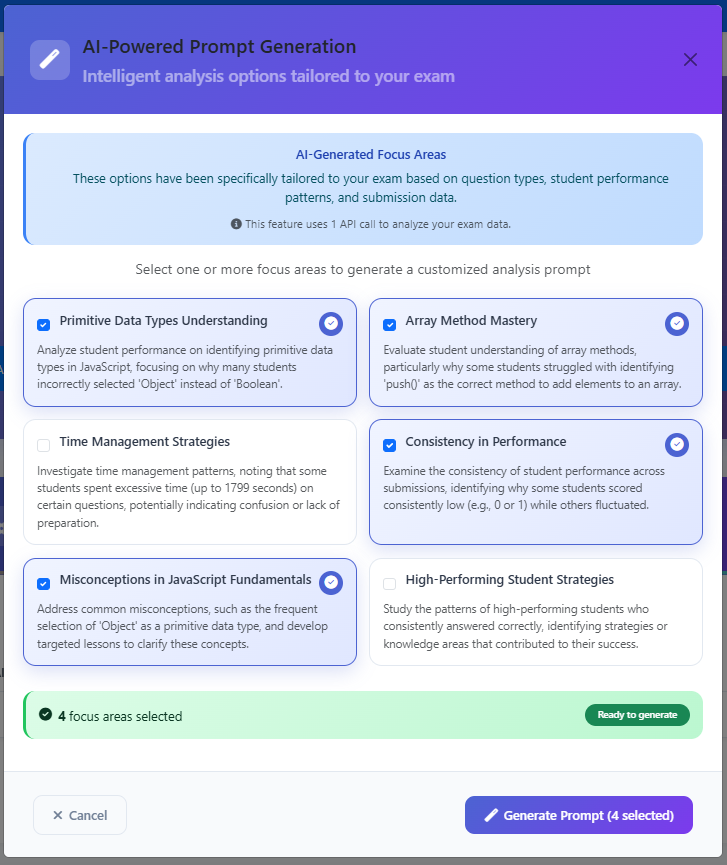 AI-Powered Prompt Generation
Intelligent analysis options tailored to your exam
AI-Generated Focus Areas
These options have been specifically tailored to your exam based on question types, student performance
patterns, and submission data.
This feature uses 1 API call to analyze your exam data.
Select one or more focus areas to generate a customized analysis prompt
Primitive Data Types Understanding
Analyze student performance on identifying primitive data
types in JavaScript, focusing on why many students
incorrectly selected 'Object' instead of 'Boolean'.
Array Method Mastery
Evaluate student understanding of array methods,
particularly why some students struggled with identifying
'push()' as the correct method to add elements to an array.
Time Management Strategies
Investigate time management patterns, noting that some
students spent excessive time (up to 1799 seconds) on
certain questions, potentially indicating confusion or lack of
preparation.
Consistency in Performance
Examine the consistency of student performance across
submissions, identifying why some students scored
consistently low (e.g., 0 or 1) while others fluctuated.
Misconceptions in JavaScript Fundamentals
Address common misconceptions, such as the frequent
selection of 'Object' as a primitive data type, and develop
targeted lessons to clarify these concepts.
High-Performing Student Strategies
Study the patterns of high-performing students who
consistently answered correctly, identifying strategies or
knowledge areas that contributed to their success.
4 focus areas selected
Ready to generate
Cancel
Generate Prompt (4 selected)